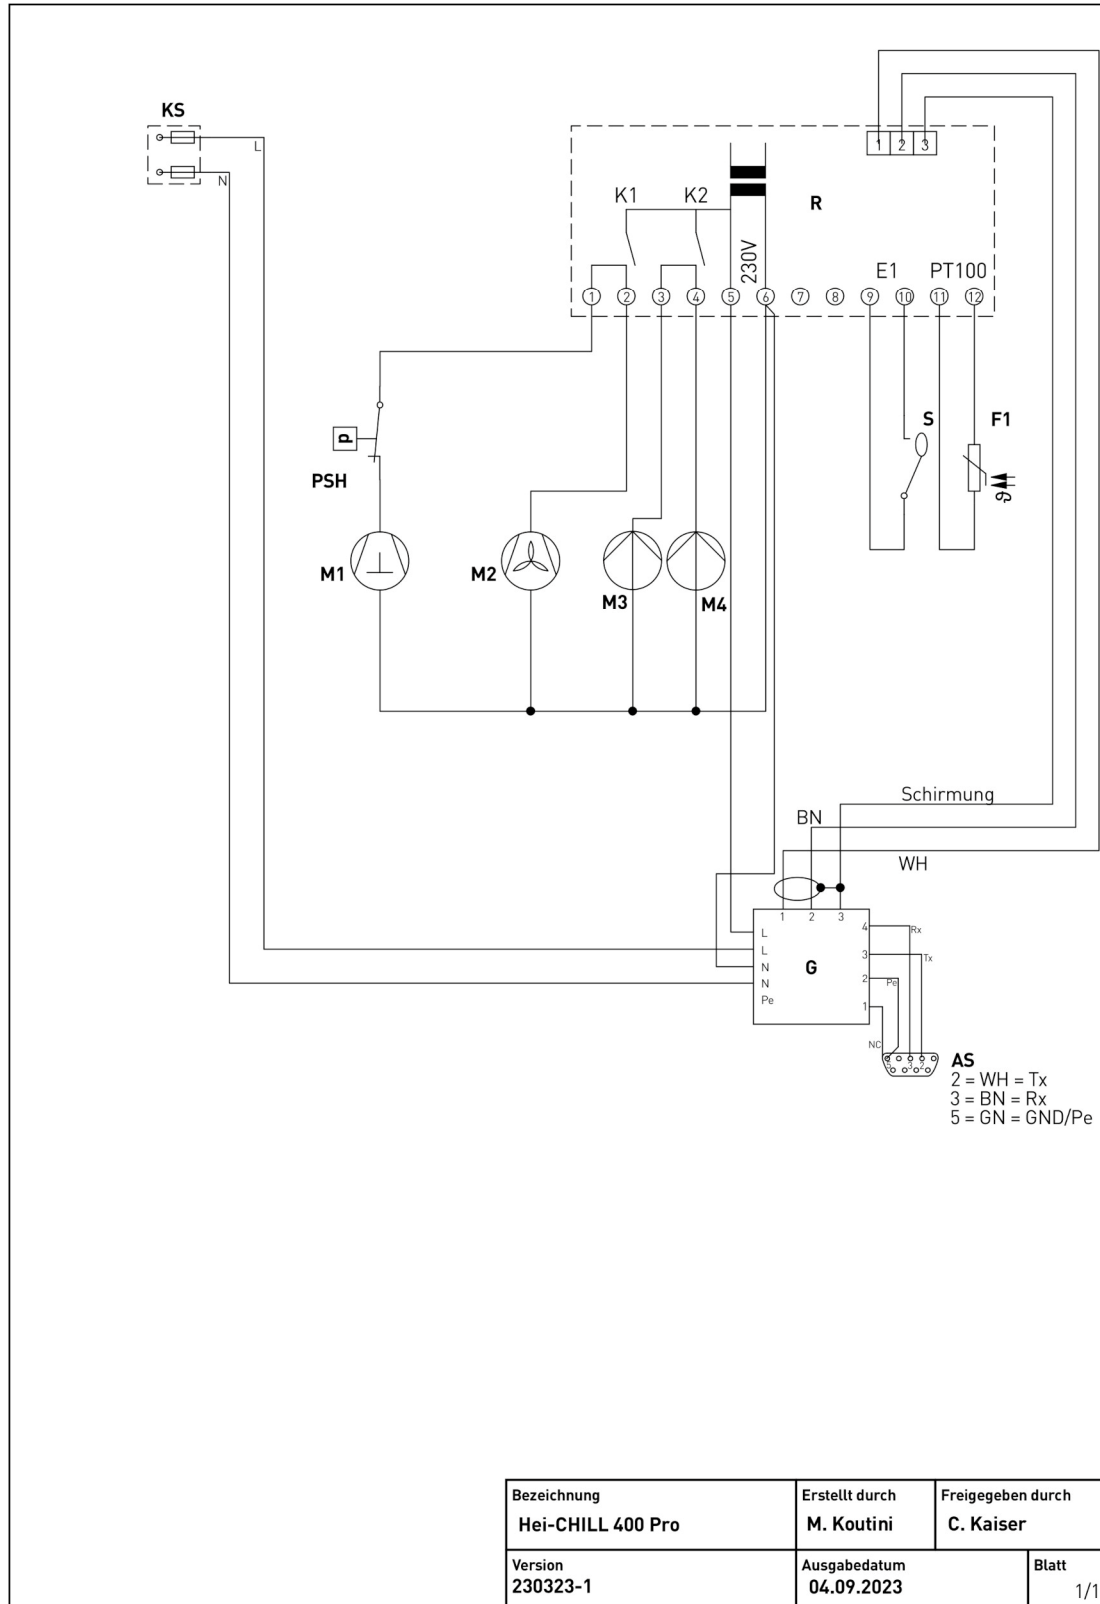 KS
L
N
1 2 3
K1 K2
R
230V
E1 PT100
1 2 3 4 5 6 7 8 9 10 11 12
p
PSH
S
F1
ϑ
M1
M2
M3
M4
Schirmung
BN
WH
1 2 3
L
L
N
N
Pe
G
4
3
2
1
Rx
Tx
Pe
NC
5 3 2
AS
2 = WH = Tx
3 = BN = Rx
5 = GN = GND/Pe
Bezeichnung
Hei-CHILL 400 Pro
Erstellt durch
M. Koutini
Freigegeben durch
C. Kaiser
Version
230323-1
Ausgabedatum
04.09.2023
Blatt
1/1